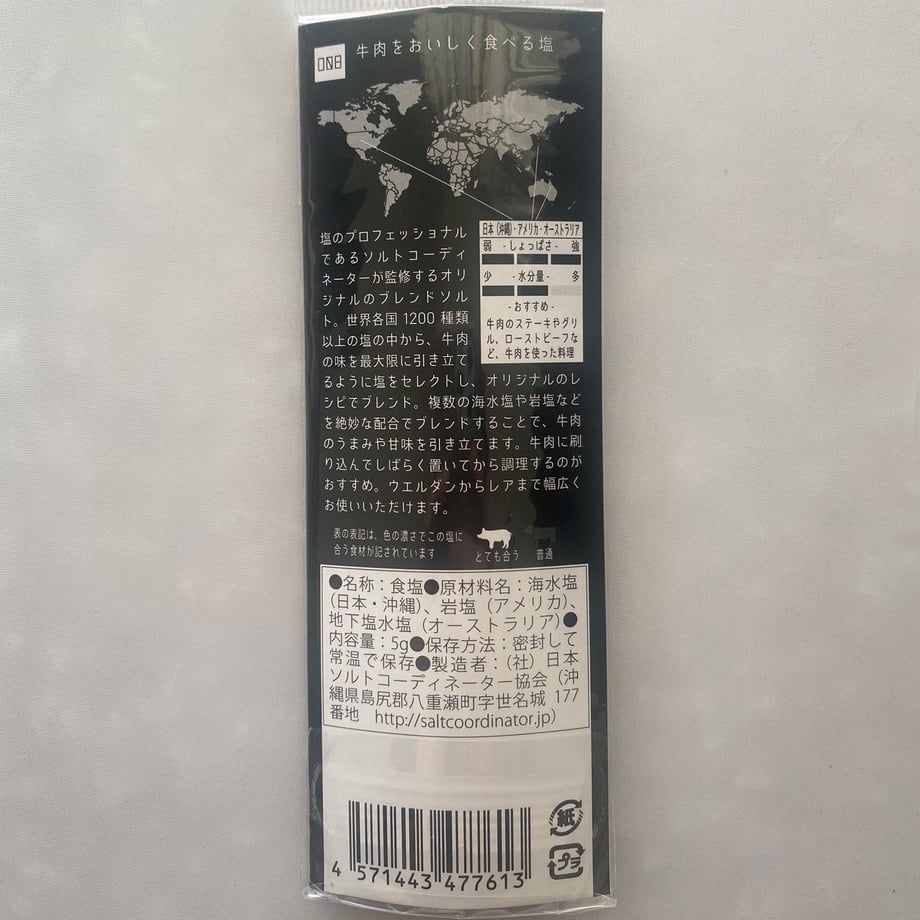 008
牛肉をおいしく食べる塩
日本(沖縄)・アメリカ・オーストラリア
弱 -しょっぱさ- 強
少 -水分量- 多
-おすすめ-
牛肉のステーキやグリ
ル、ローストビーフな
ど、牛肉を使った料理
塩のプロフェッショナル
であるソルトコーディ
ネーターが監修するオリ
ジナルのブレンドソル
ト。世界各国 1200 種類
以上の塩の中から、牛肉
の味を最大限に引き立て
るように塩をセレクトし、オリジナルのレ
シピでブレンド。複数の海水塩や岩塩など
を絶妙な配合でブレンドすることで、牛肉
のうまみや甘味を引き立てます。牛肉に刷
り込んでしばらく置いてから調理するのが
おすすめ。ウエルダンからレアまで幅広く
お使いいただけます。
表の表記は、色の濃さでこの塩に
合う食材が記されています
とても合う 普通
●名称：食塩●原材料名：海水塩
(日本・沖縄)、岩塩(アメリカ)、
地下塩水塩(オーストラリア)●
内容量：5g●保存方法：密封して
常温で保存●製造者：(社)日本
ソルトコーディネーター協会(沖
縄県島尻郡八重瀬町字世名城 177
番地 http://saltcoordinator.jp)
紙
プラ
4 571443 477613